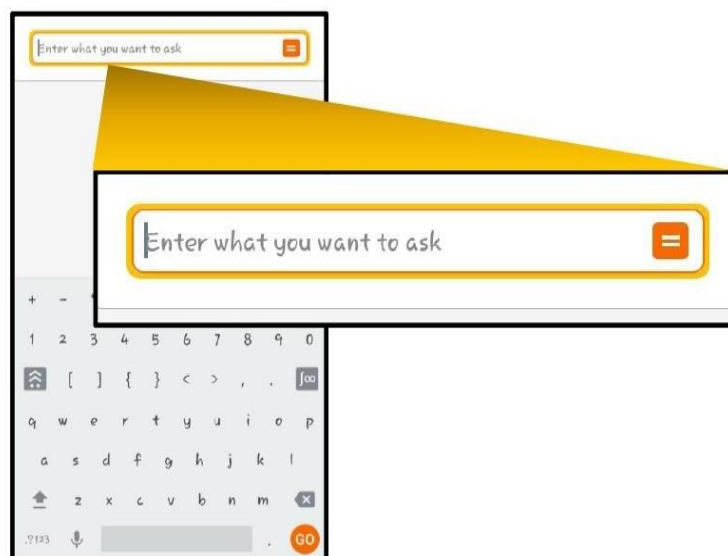 Enter what you want to ask =
Enter what you want to ask =
+ -
1 2 3 4 5 6 7 8 9 0
[ ] { } < > , . ∫∞
q w e r t y u i o p
a s d f g h j k l
z x c v b n m
.?123 . GO